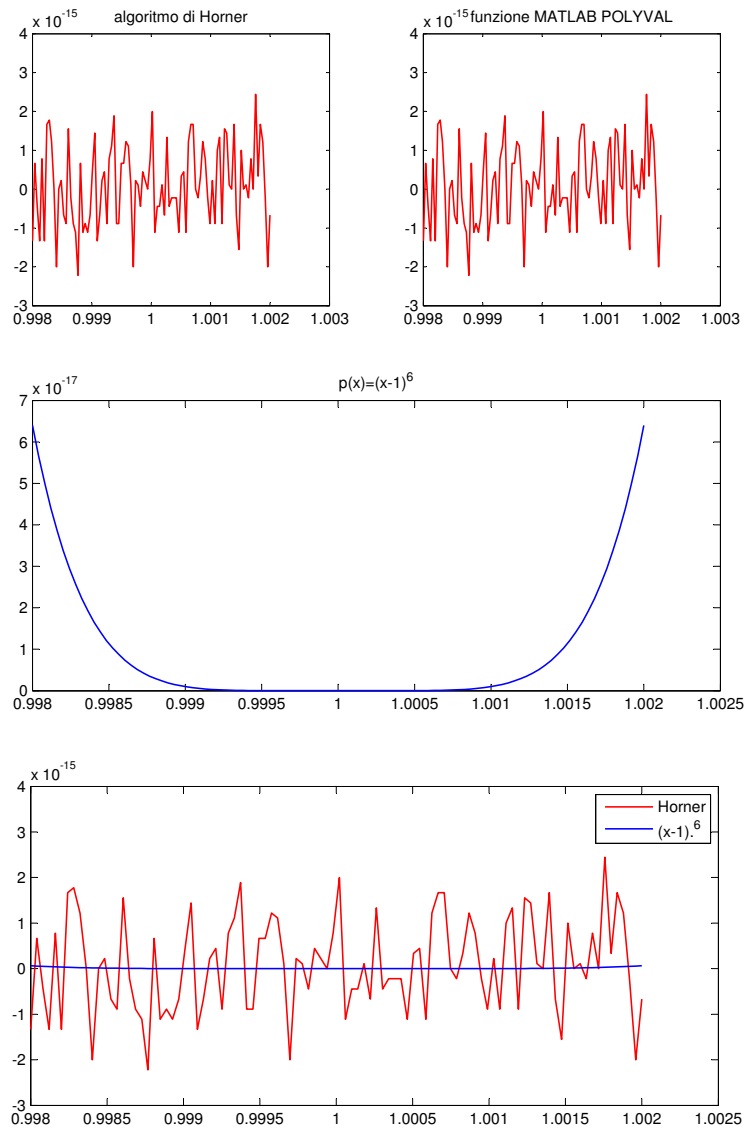 algoritmo di Horner
x 10^-15
4
3
2
1
0
-1
-2
-3
0.998 0.999 1 1.001 1.002 1.003
funzione MATLAB POLYVAL
x 10^-15
4
3
2
1
0
-1
-2
-3
0.998 0.999 1 1.001 1.002 1.003
p(x)=(x-1)^6
x 10^-17
7
6
5
4
3
2
1
0
0.998 0.9985 0.999 0.9995 1 1.0005 1.001 1.0015 1.002 1.0025
x 10^-15
4
3
2
1
0
-1
-2
-3
0.998 0.9985 0.999 0.9995 1 1.0005 1.001 1.0015 1.002 1.0025
Horner
(x-1).^6